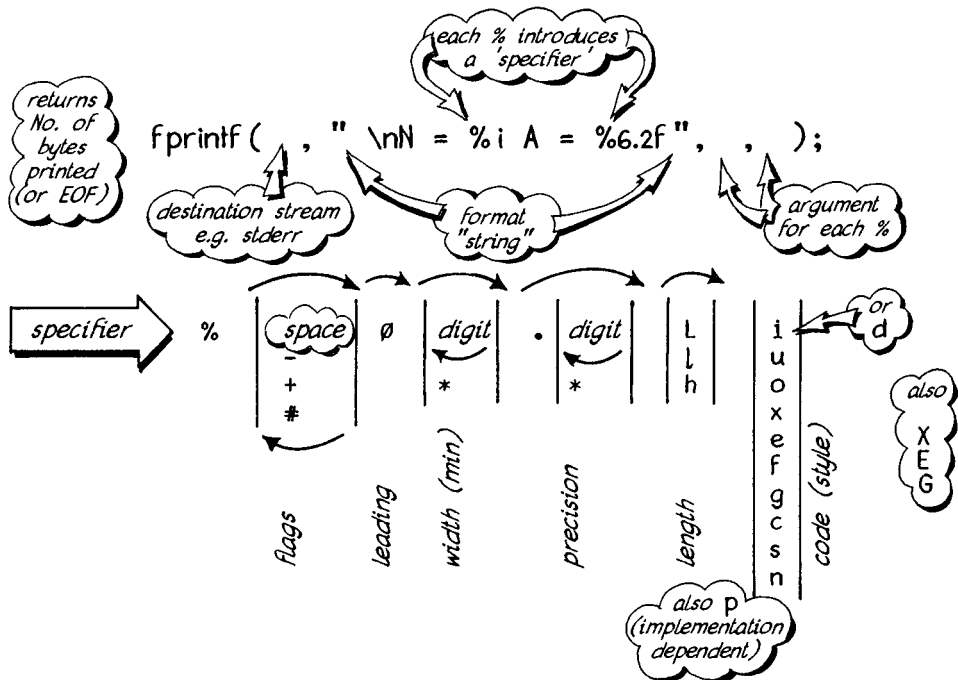 each % introduces
a 'specifier'
returns
No. of
bytes
printed
(or EOF)
fprintf( , " \nN = %i A = %6.2f", , );
destination stream
e.g. stderr
format
"string"
argument
for each %
specifier
%
space
-
+
#
ø
digit
*
.
digit
*
L
l
h
i
u
o
x
e
f
g
c
s
n
or
d
also
X
E
G
flags
leading
width (min)
precision
length
code (style)
also p
(implementation
dependent)